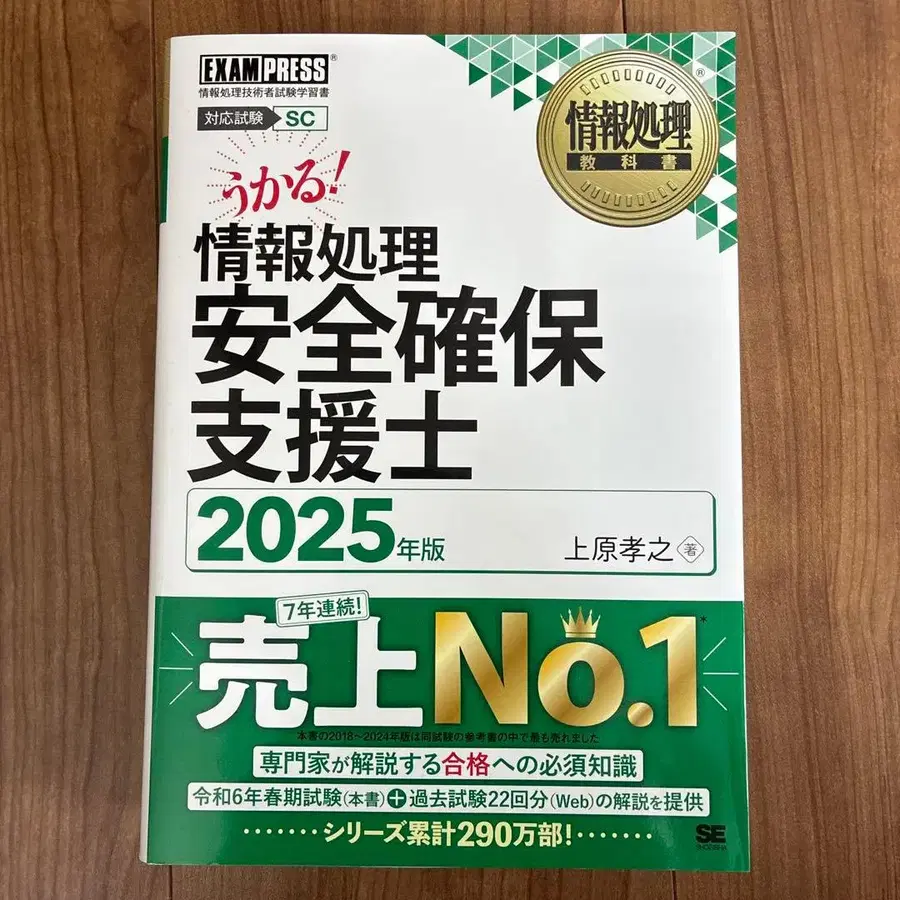 EXAMPRESS®
情報処理技術者試験学習書
対応試験 SC
情報処理®
教科書
うかる!
情報処理
安全確保
支援士
2025年版
上原孝之 著
7年連続!
売上No.1*
本書の2018~2024年版は同試験の参考書の中で最も売れました
専門家が解説する合格への必須知識
令和6年春期試験(本書)+過去試験22回分(Web)の解説を提供
シリーズ累計290万部!
SE
SHOEISHA